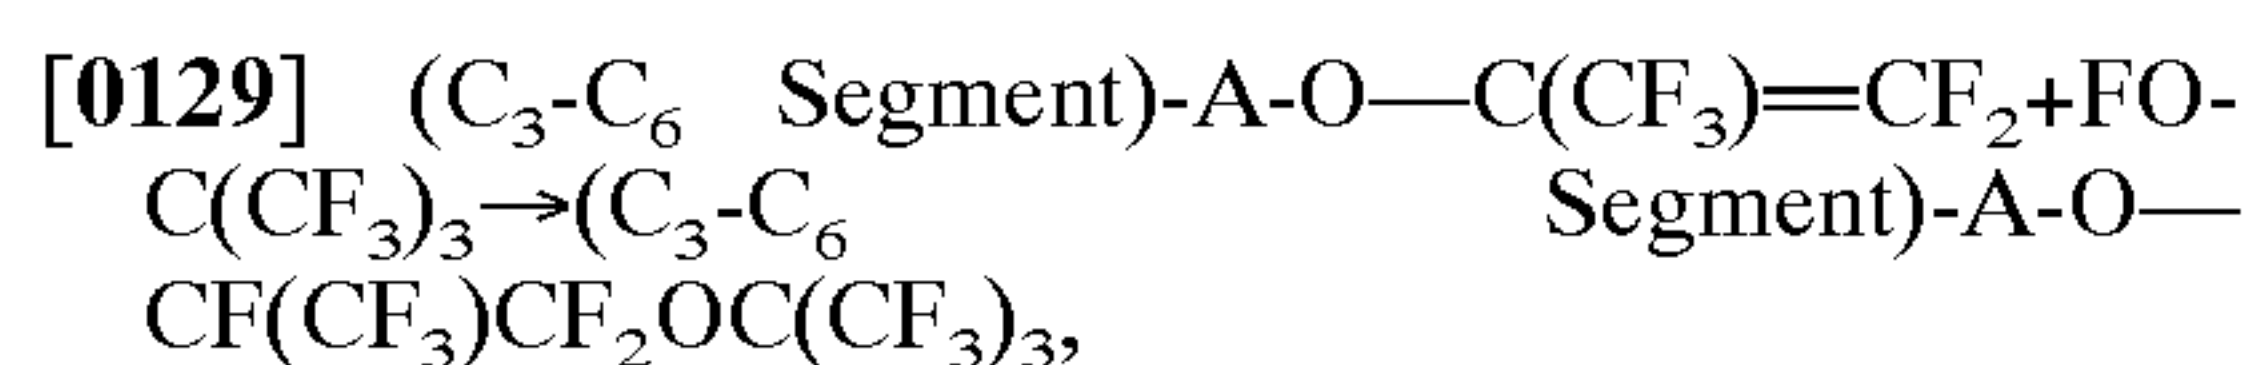 [0129] (C₃-C₆ Segment)-A-O—C(CF₃)═CF₂+FO-
C(CF₃)₃→(C₃-C₆ Segment)-A-O—
CF(CF₃)CF₂OC(CF₃)₃,